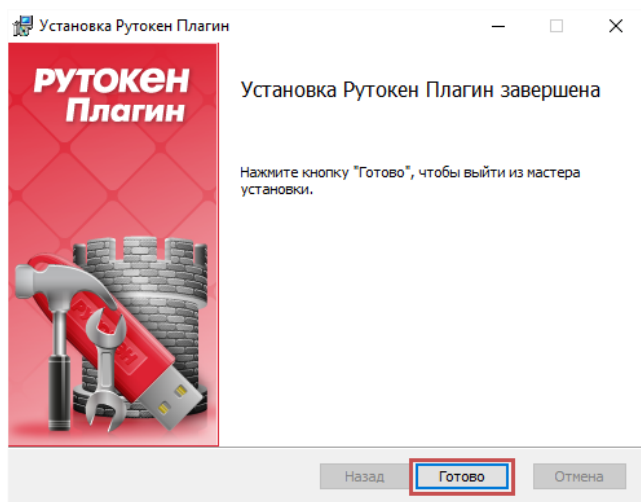 Установка Рутокен Плагин
РУТОКЕН
Плагин
Установка Рутокен Плагин завершена
Нажмите кнопку "Готово", чтобы выйти из мастера
установки.
РУТОКЕН
Назад
Готово
Отмена